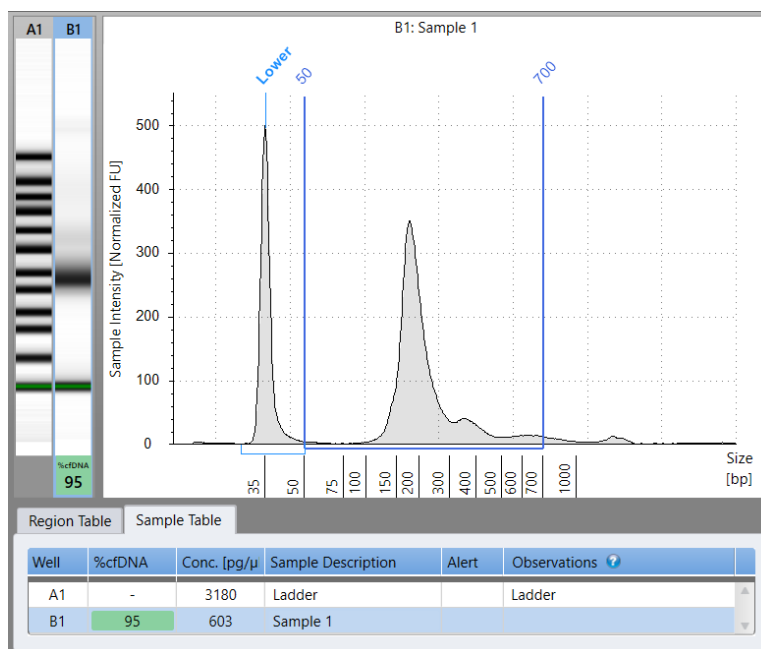 A1 B1
B1: Sample 1
Lower
50
700
Sample Intensity [Normalized FU]
500
400
300
200
100
0
35
50
75
100
150
200
300
400
500
600
700
1000
Size
[bp]
%cfDNA
95
Region Table Sample Table
Well %cfDNA Conc. [pg/µ Sample Description Alert Observations ?
A1 - 3180 Ladder Ladder
B1 95 603 Sample 1